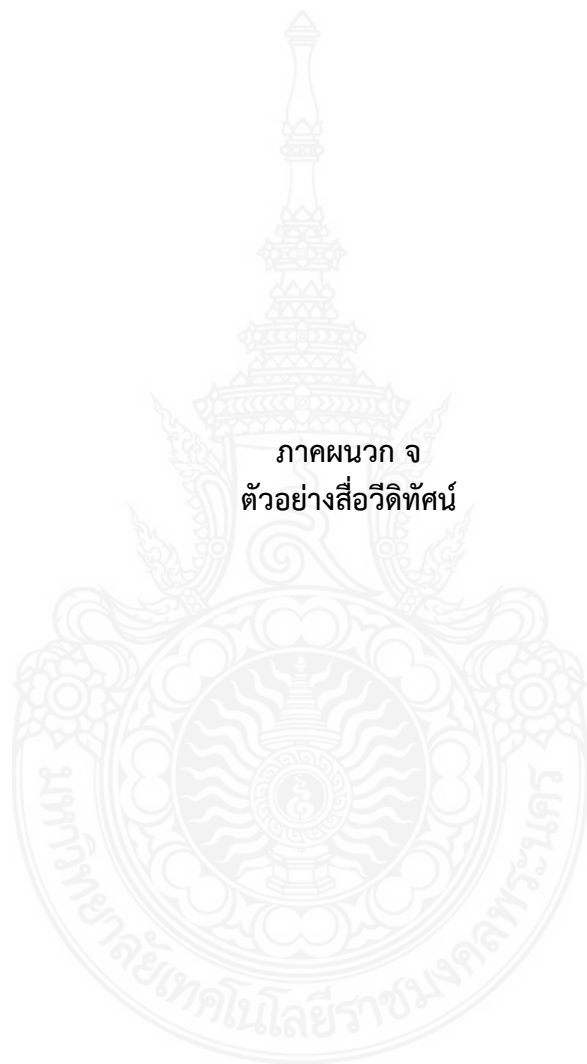 ภาคผนวก จ
ตัวอย่างสื่อวีดิทัศน์
มหาวิทยาลัยเทคโนโลยีราชมงคลพระนคร